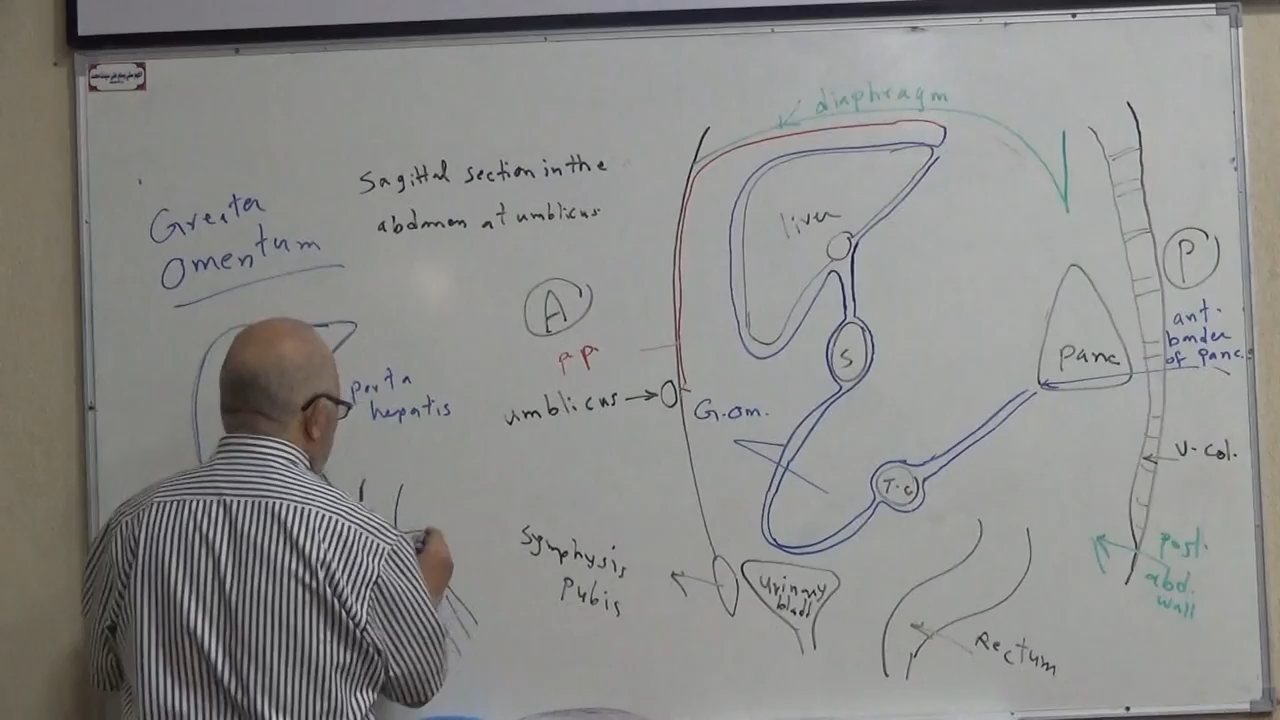 Greater
Omentum
Sagittal section in the
abdomen at umblicus
diaphragm
liver
A
P
P P
umblicus
G.om.
S
T.C
Panc
ant.
border
of panc.
porta
hepatis
V-col.
Symphysis
Pubis
Urinary
bladd
Rectum
post.
abd.
wall